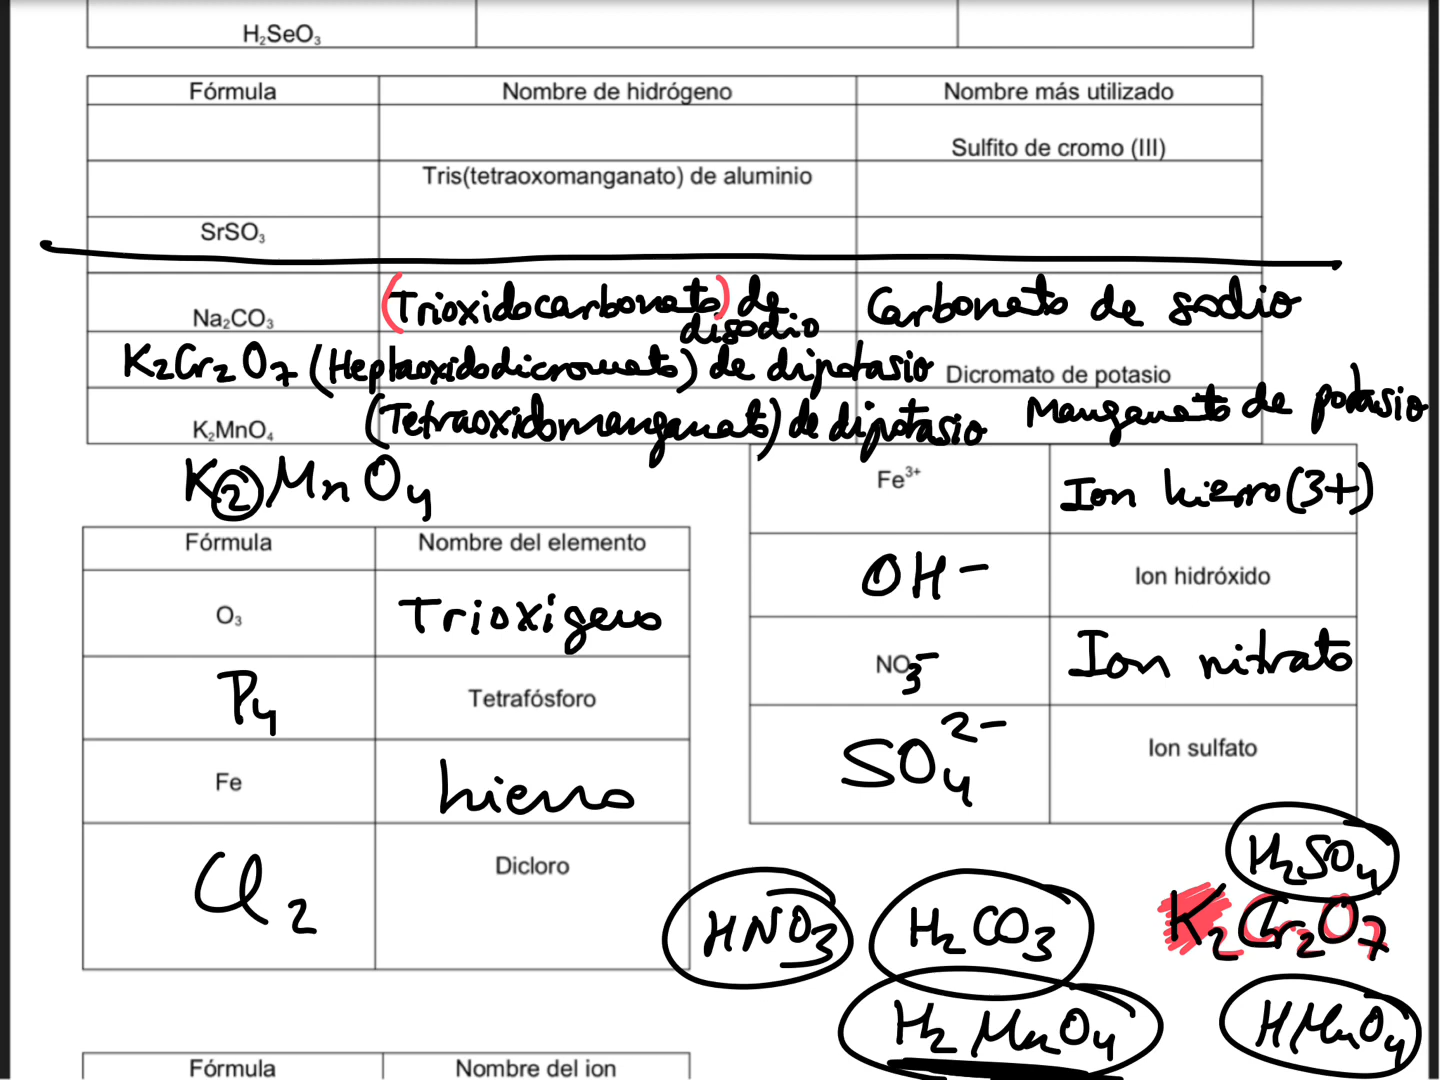 H₂SeO₃
Fórmula Nombre de hidrógeno Nombre más utilizado
Sulfito de cromo (III)
Tris(tetraoxomanganato) de aluminio
SrSO₃
Na₂CO₃ (Trioxidocarbonato) de disodio Carbonato de sodio
K₂Cr₂O₇ (Heptaoxidodicromato) de dipotasio Dicromato de potasio
K₂MnO₄ (Tetraoxidomanganato) de dipotasio Manganato de potasio
K₂MnO₄
Fe³⁺ Ion hierro (3+)
OH⁻ Ion hidróxido
NO₃⁻ Ion nitrato
SO₄²⁻ Ion sulfato
Fórmula Nombre del elemento
O₃ Trioxígeno
P₄ Tetrafósforo
Fe hierro
Cl₂ Dicloro
H₂SO₄
HNO₃ H₂CO₃ K₂Cr₂O₇
H₂MnO₄ HMnO₄
Fórmula Nombre del ion